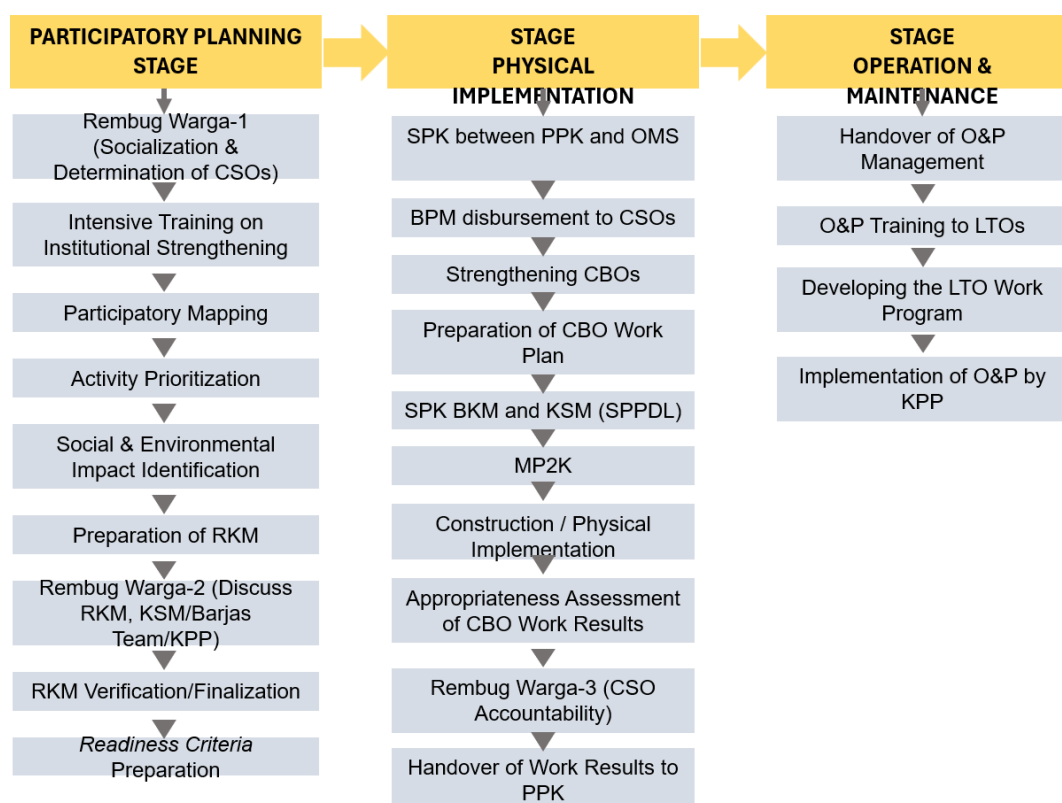 PARTICIPATORY PLANNING
STAGE
Rembug Warga-1
(Socialization &
Determination of CSOs)
Intensive Training on
Institutional Strengthening
Participatory Mapping
Activity Prioritization
Social & Environmental
Impact Identification
Preparation of RKM
Rembug Warga-2 (Discuss
RKM, KSM/Barjas
Team/KPP)
RKM Verification/Finalization
Readiness Criteria
Preparation
STAGE
PHYSICAL
IMPLEMENTATION
SPK between PPK and OMS
BPM disbursement to CSOs
Strengthening CBOs
Preparation of CBO Work
Plan
SPK BKM and KSM (SPPDL)
MP2K
Construction / Physical
Implementation
Appropriateness Assessment
of CBO Work Results
Rembug Warga-3 (CSO
Accountability)
Handover of Work Results to
PPK
STAGE
OPERATION &
MAINTENANCE
Handover of O&P
Management
O&P Training to LTOs
Developing the LTO Work
Program
Implementation of O&P by
KPP